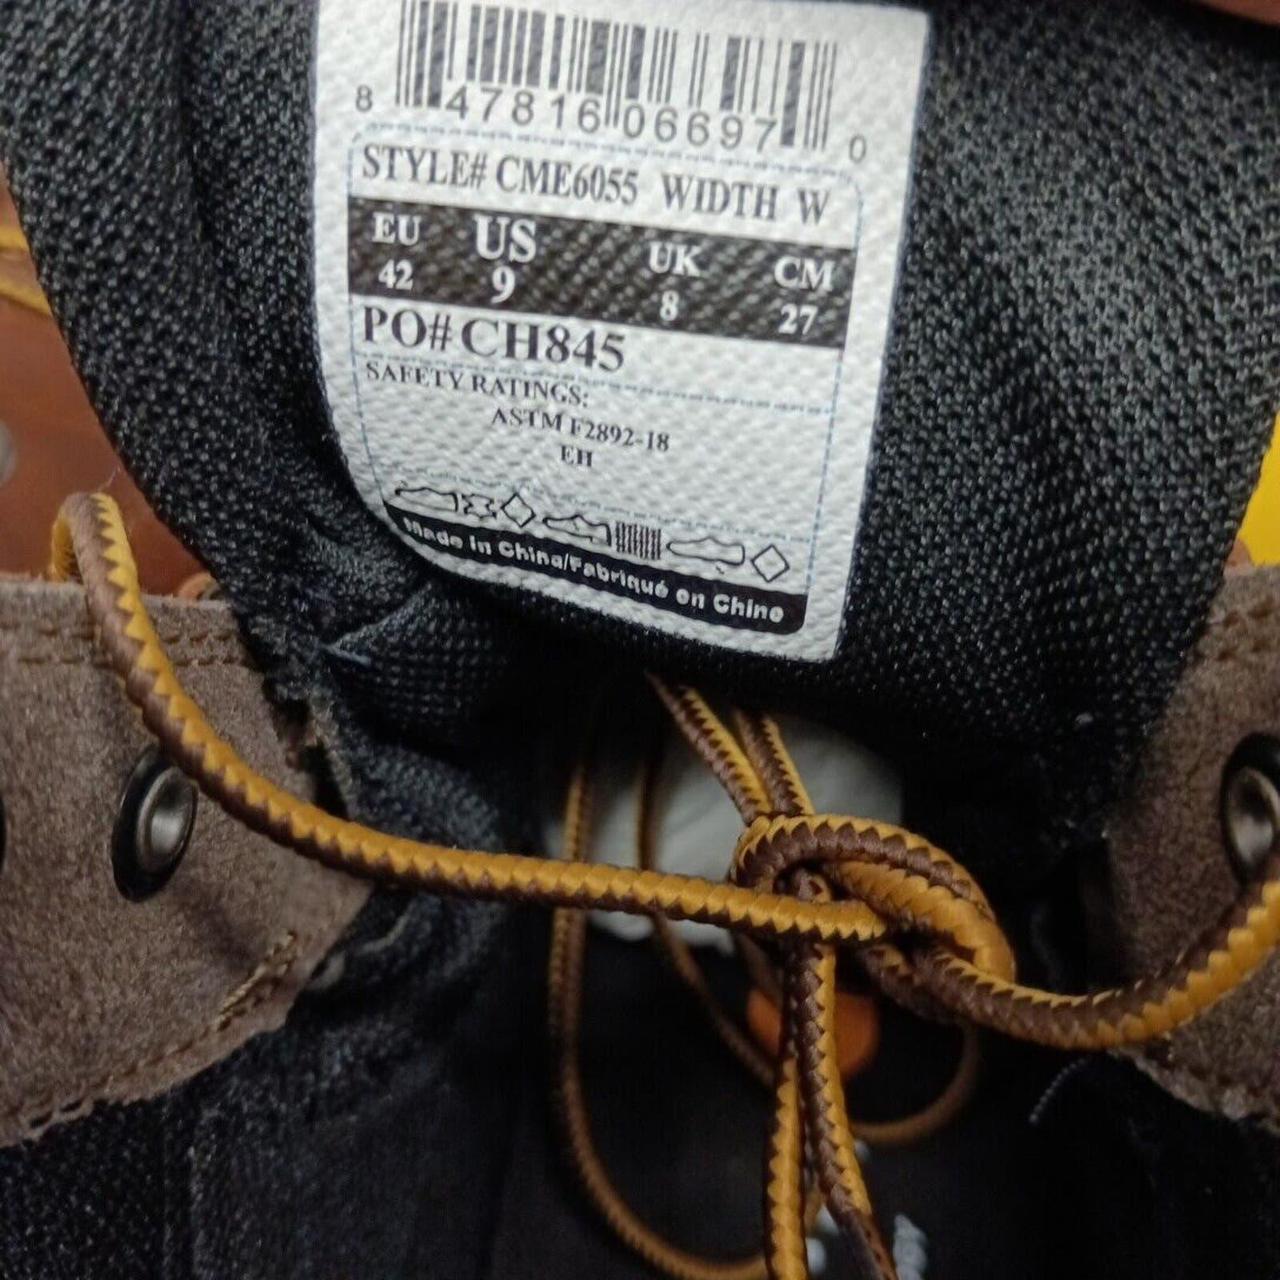 8 47816 06697 0
STYLE# CME6055 WIDTH W
EU US UK CM
42 9 8 27
PO# CH845
SAFETY RATINGS:
ASTM F2892-18
EH
Made in China/Fabriqué en Chine